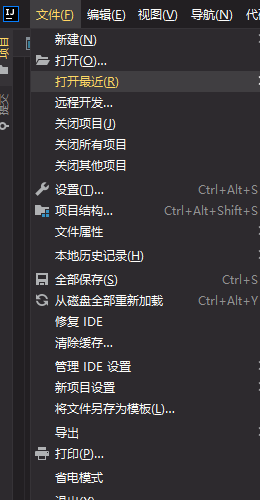 IJ
文件(F) 编辑(E) 视图(V) 导航(N)
项目
提交
新建(N)
打开(O)...
打开最近(R)
远程开发...
关闭项目(J)
关闭所有项目
关闭其他项目
设置(T)... Ctrl+Alt+S
项目结构... Ctrl+Alt+Shift+S
文件属性
本地历史记录(H)
全部保存(S) Ctrl+S
从磁盘全部重新加载 Ctrl+Alt+Y
修复 IDE
清除缓存...
管理 IDE 设置
新项目设置
将文件另存为模板(L)...
导出
打印(P)...
省电模式